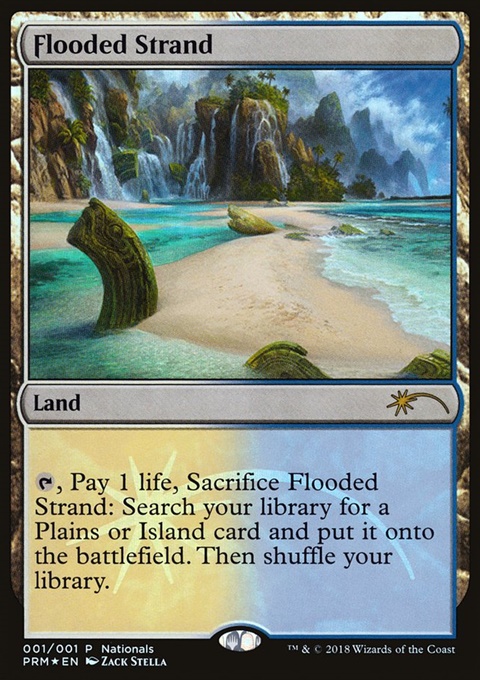 Flooded Strand
Land
, Pay 1 life, Sacrifice Flooded
Strand: Search your library for a
Plains or Island card and put it onto
the battlefield. Then shuffle your
library.
001/001 P Nationals
PRM★EN Zack Stella
™ & © 2018 Wizards of the Coast